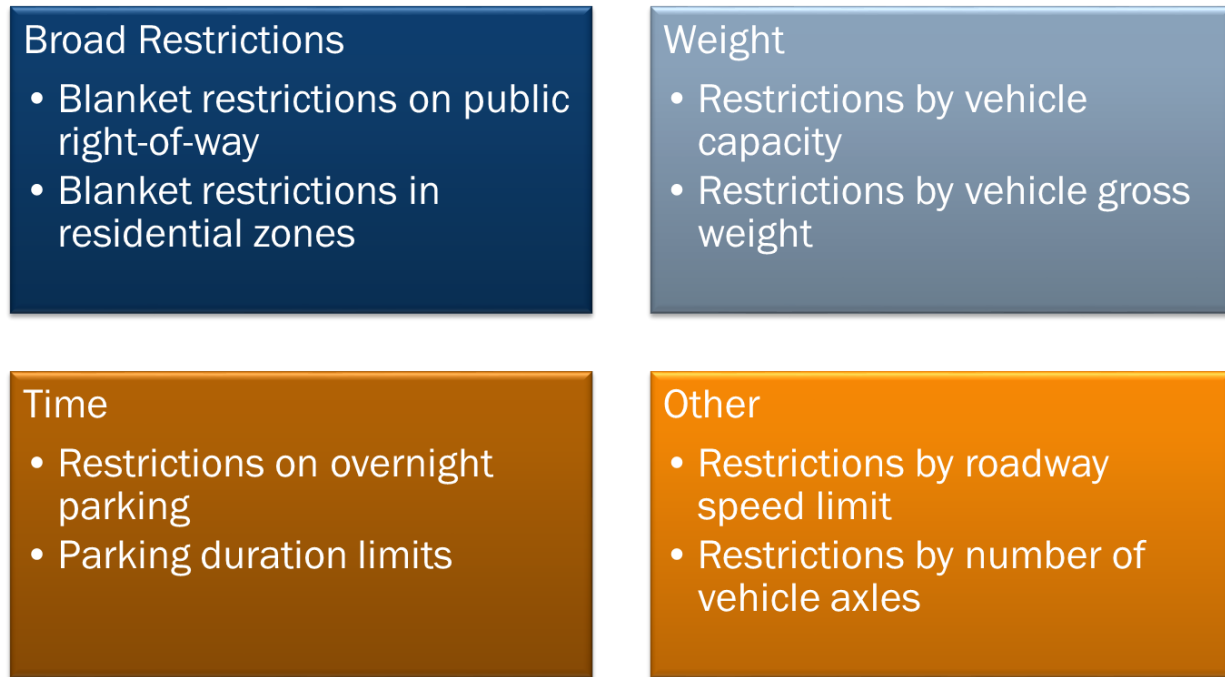 Broad Restrictions
• Blanket restrictions on public
right-of-way
• Blanket restrictions in
residential zones
Weight
• Restrictions by vehicle
capacity
• Restrictions by vehicle gross
weight
Time
• Restrictions on overnight
parking
• Parking duration limits
Other
• Restrictions by roadway
speed limit
• Restrictions by number of
vehicle axles